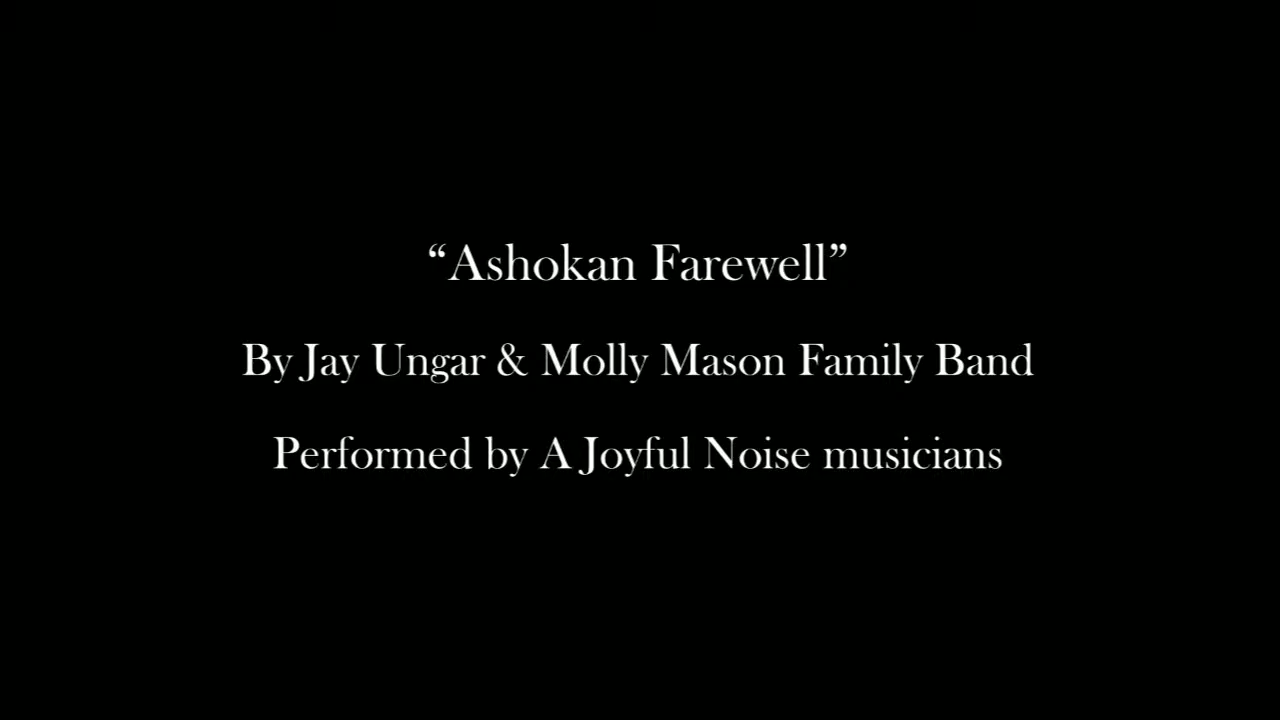 “Ashokan Farewell”
By Jay Ungar & Molly Mason Family Band
Performed by A Joyful Noise musicians